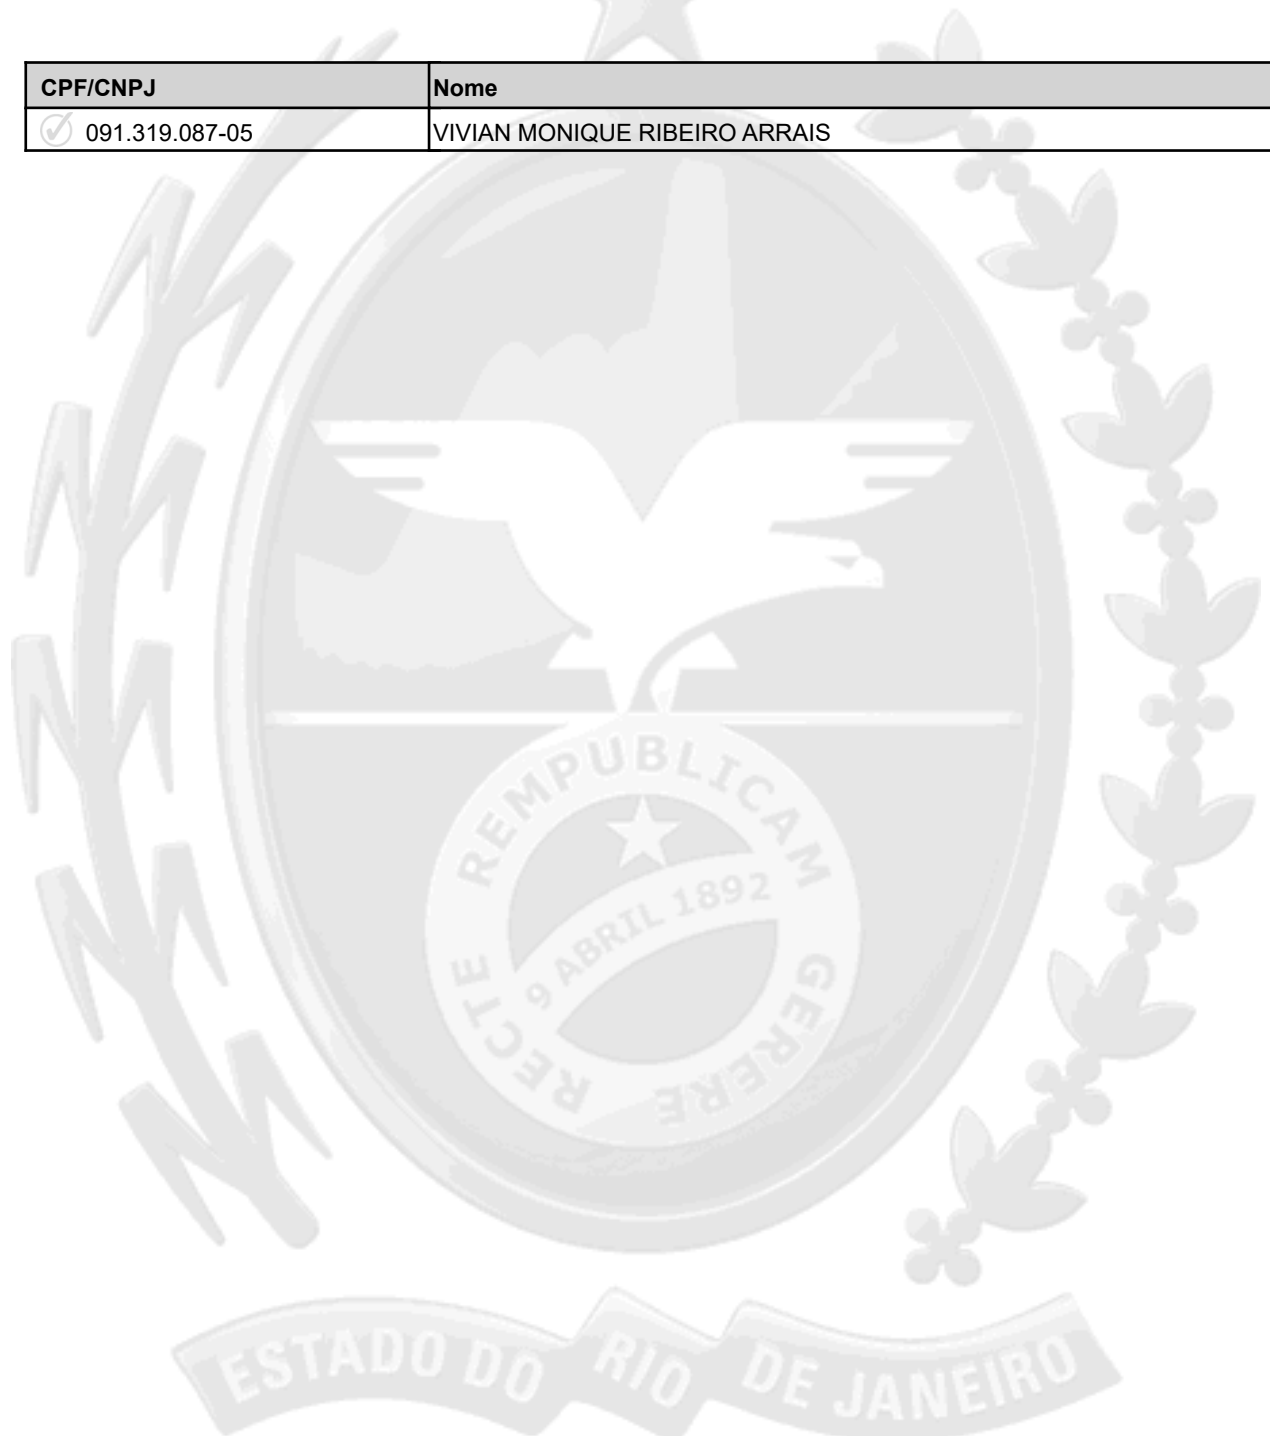 CPF/CNPJ Nome
091.319.087-05 VIVIAN MONIQUE RIBEIRO ARRAIS
RECTE REMPUBLICAM GERERE
9 ABRIL 1892
ESTADO DO RIO DE JANEIRO